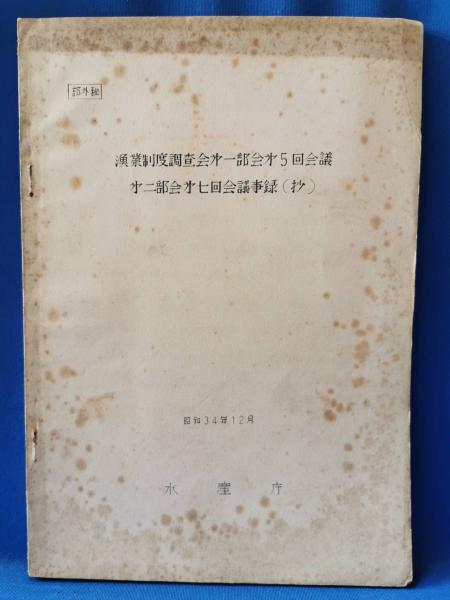 部外秘
漁業制度調査会才一部会才5回会議
才二部会才七回会議事録(抄)
昭和34年12月
水産庁